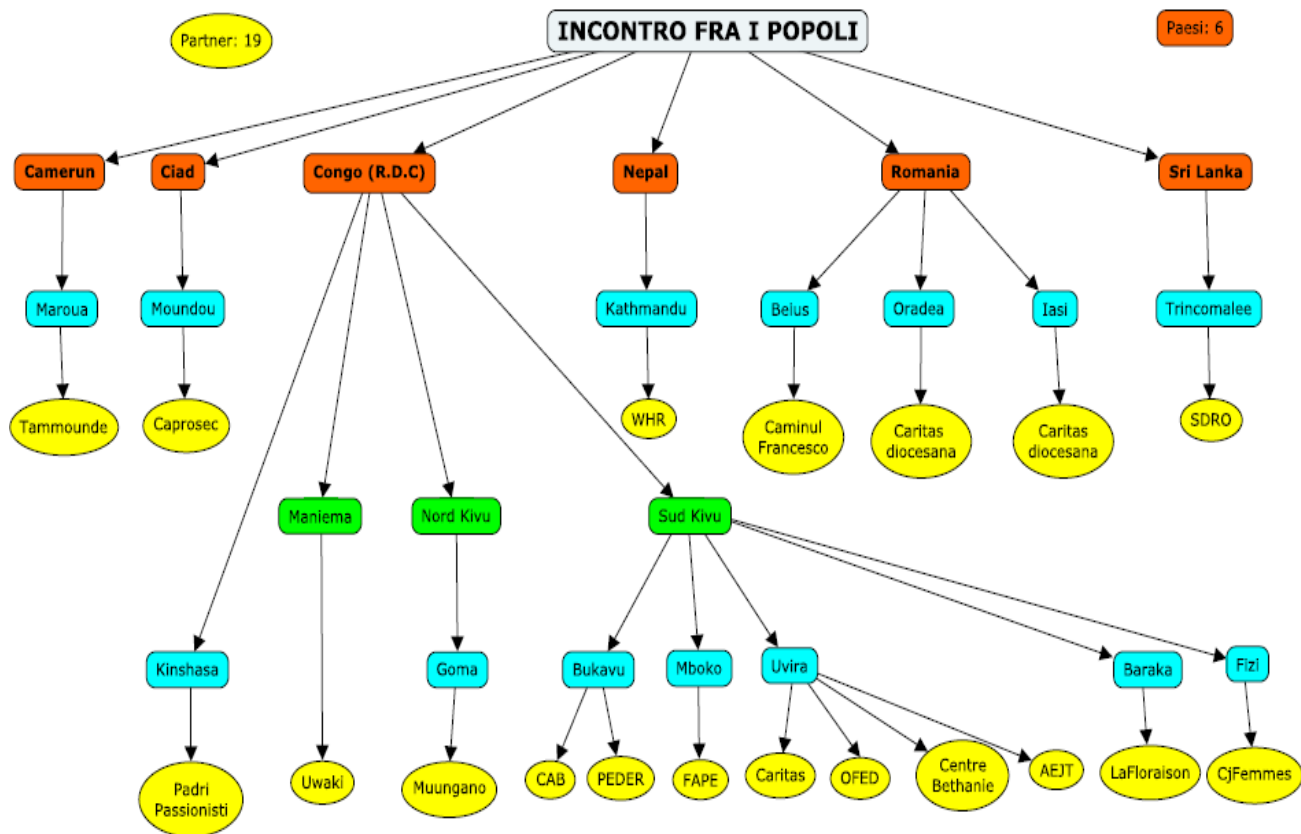 Partner: 19
INCONTRO FRA I POPOLI
Paesi: 6
Camerun
Ciad
Congo (R.D.C)
Nepal
Romania
Sri Lanka
Maroua
Moundou
Kathmandu
Beius
Oradea
Iasi
Trincomalee
Tammounde
Caprosec
WHR
Caminul
Francesco
Caritas
diocesana
Caritas
diocesana
SDRO
Maniema
Nord Kivu
Sud Kivu
Kinshasa
Goma
Bukavu
Mboko
Uvira
Baraka
Fizi
Padri
Passionisti
Uwaki
Muungano
CAB
PEDER
FAPE
Caritas
OFED
Centre
Bethanie
AEJT
LaFloraison
CjFemmes